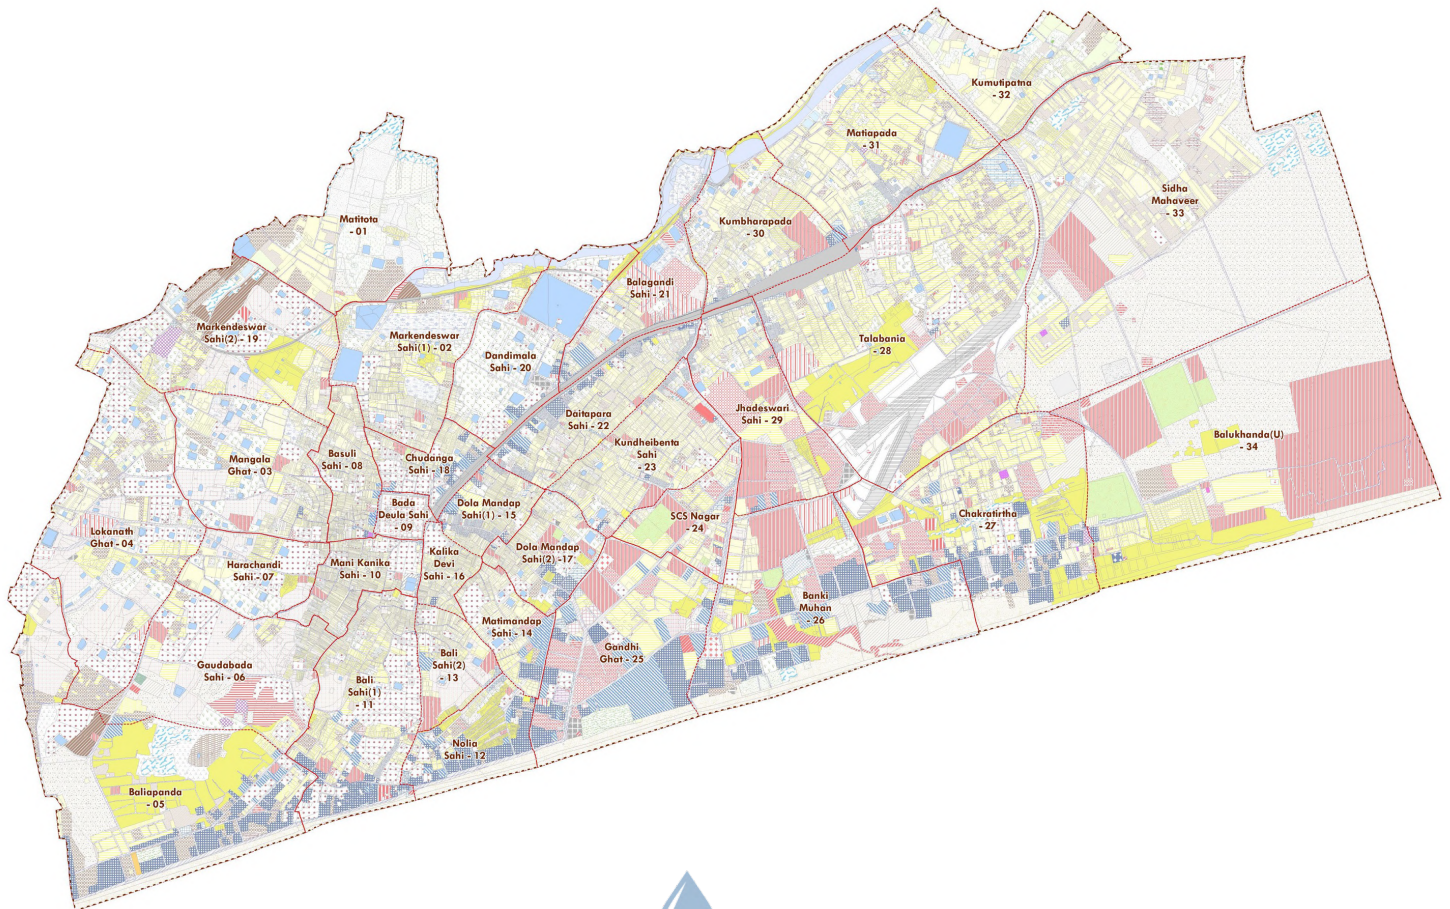 Kumutipatna
- 32
Matiapada
- 31
Sidha
Mahaveer
- 33
Matitota
- 01
Kumbharapada
- 30
Balagandi
Sahi - 21
Markendeswar
Sahi(2) - 19
Markendeswar
Sahi(1) - 02
Talabania
- 28
Dandimala
Sahi - 20
Jhadeswari
Sahi - 29
Daitapara
Sahi - 22
Kundheibenta
Sahi
- 23
Balukhanda(U)
- 34
Mangala
Ghat - 03
Basuli
Sahi - 08
Chudanga
Sahi - 18
Bada
Deula Sahi
- 09
Dola Mandap
Sahi(1) - 15
SCS Nagar
- 24
Chakratirtha
- 27
Lokanath
Ghat - 04
Harachandi
Sahi - 07
Mani Kanika
Sahi - 10
Kalika
Devi
Sahi - 16
Dola Mandap
Sahi(2) -17
Banki
Muhan
- 26
Matimandap
Sahi - 14
Gandhi
Ghat - 25
Gaudabada
Sahi - 06
Bali
Sahi(2)
- 13
Bali
Sahi(1)
- 11
Nolia
Sahi - 12
Baliapanda
- 05